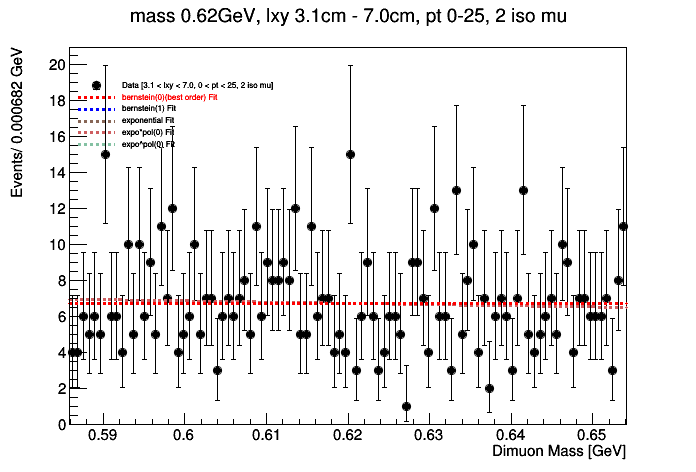 mass 0.62GeV, lxy 3.1cm - 7.0cm, pt 0-25, 2 iso mu
Events/ 0.000682 GeV
20
18
16
14
12
10
8
6
4
2
0
Data [3.1 < lxy < 7.0, 0 < pt < 25, 2 iso mu]
bernstein(0)(best order) Fit
bernstein(1) Fit
exponential Fit
expo*pol(0) Fit
expo^pol(0) Fit
0.59 0.6 0.61 0.62 0.63 0.64 0.65
Dimuon Mass [GeV]